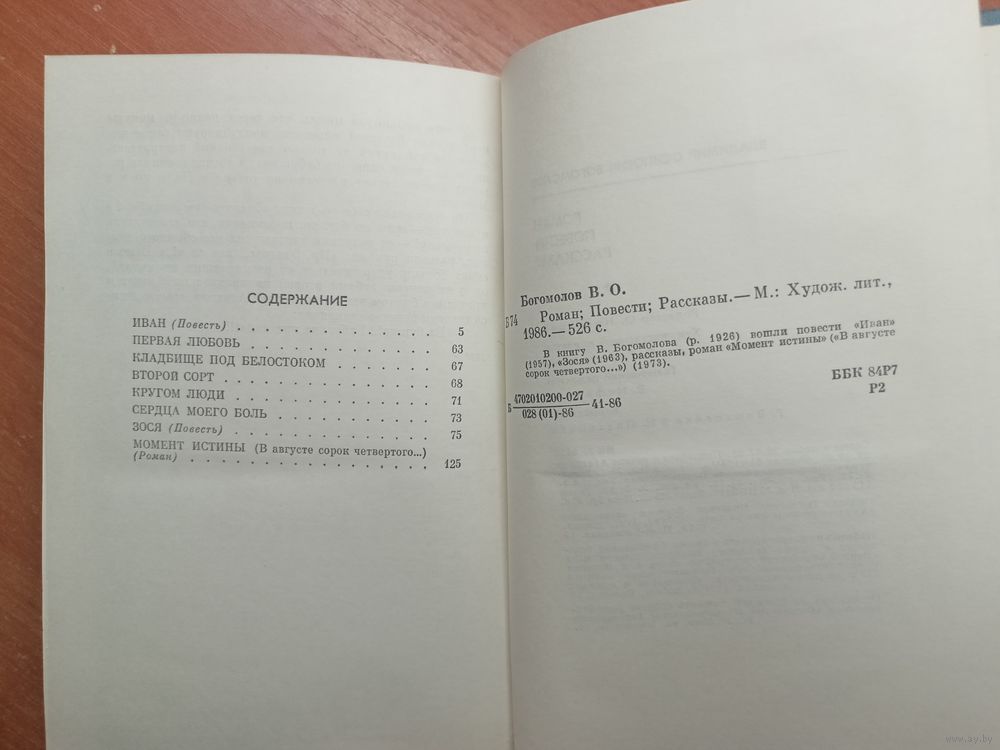 СОДЕРЖАНИЕ
ИВАН (Повесть) . . . . . . . . . . . . . 5
ПЕРВАЯ ЛЮБОВЬ . . . . . . . . . . . . 63
КЛАДБИЩЕ ПОД БЕЛОСТОКОМ . . . . . . 67
ВТОРОЙ СОРТ . . . . . . . . . . . . . . 68
КРУГОМ ЛЮДИ . . . . . . . . . . . . . 71
СЕРДЦА МОЕГО БОЛЬ . . . . . . . . . . 73
ЗОСЯ (Повесть) . . . . . . . . . . . . . 75
МОМЕНТ ИСТИНЫ (В августе сорок четвертого...)
(Роман) . . . . . . . . . . . . . . . . 125
Богомолов В. О.
Б74 Роман; Повести; Рассказы.— М.: Худож. лит.,
1986.— 526 с.
В книгу В. Богомолова (р. 1926) вошли повести «Иван»
(1957), «Зося» (1963), рассказы, роман «Момент истины» («В августе
сорок четвертого...») (1973).
Б 4702010200-027
028(01)-86 41-86
ББК 84Р7
Р2
www.ay.by